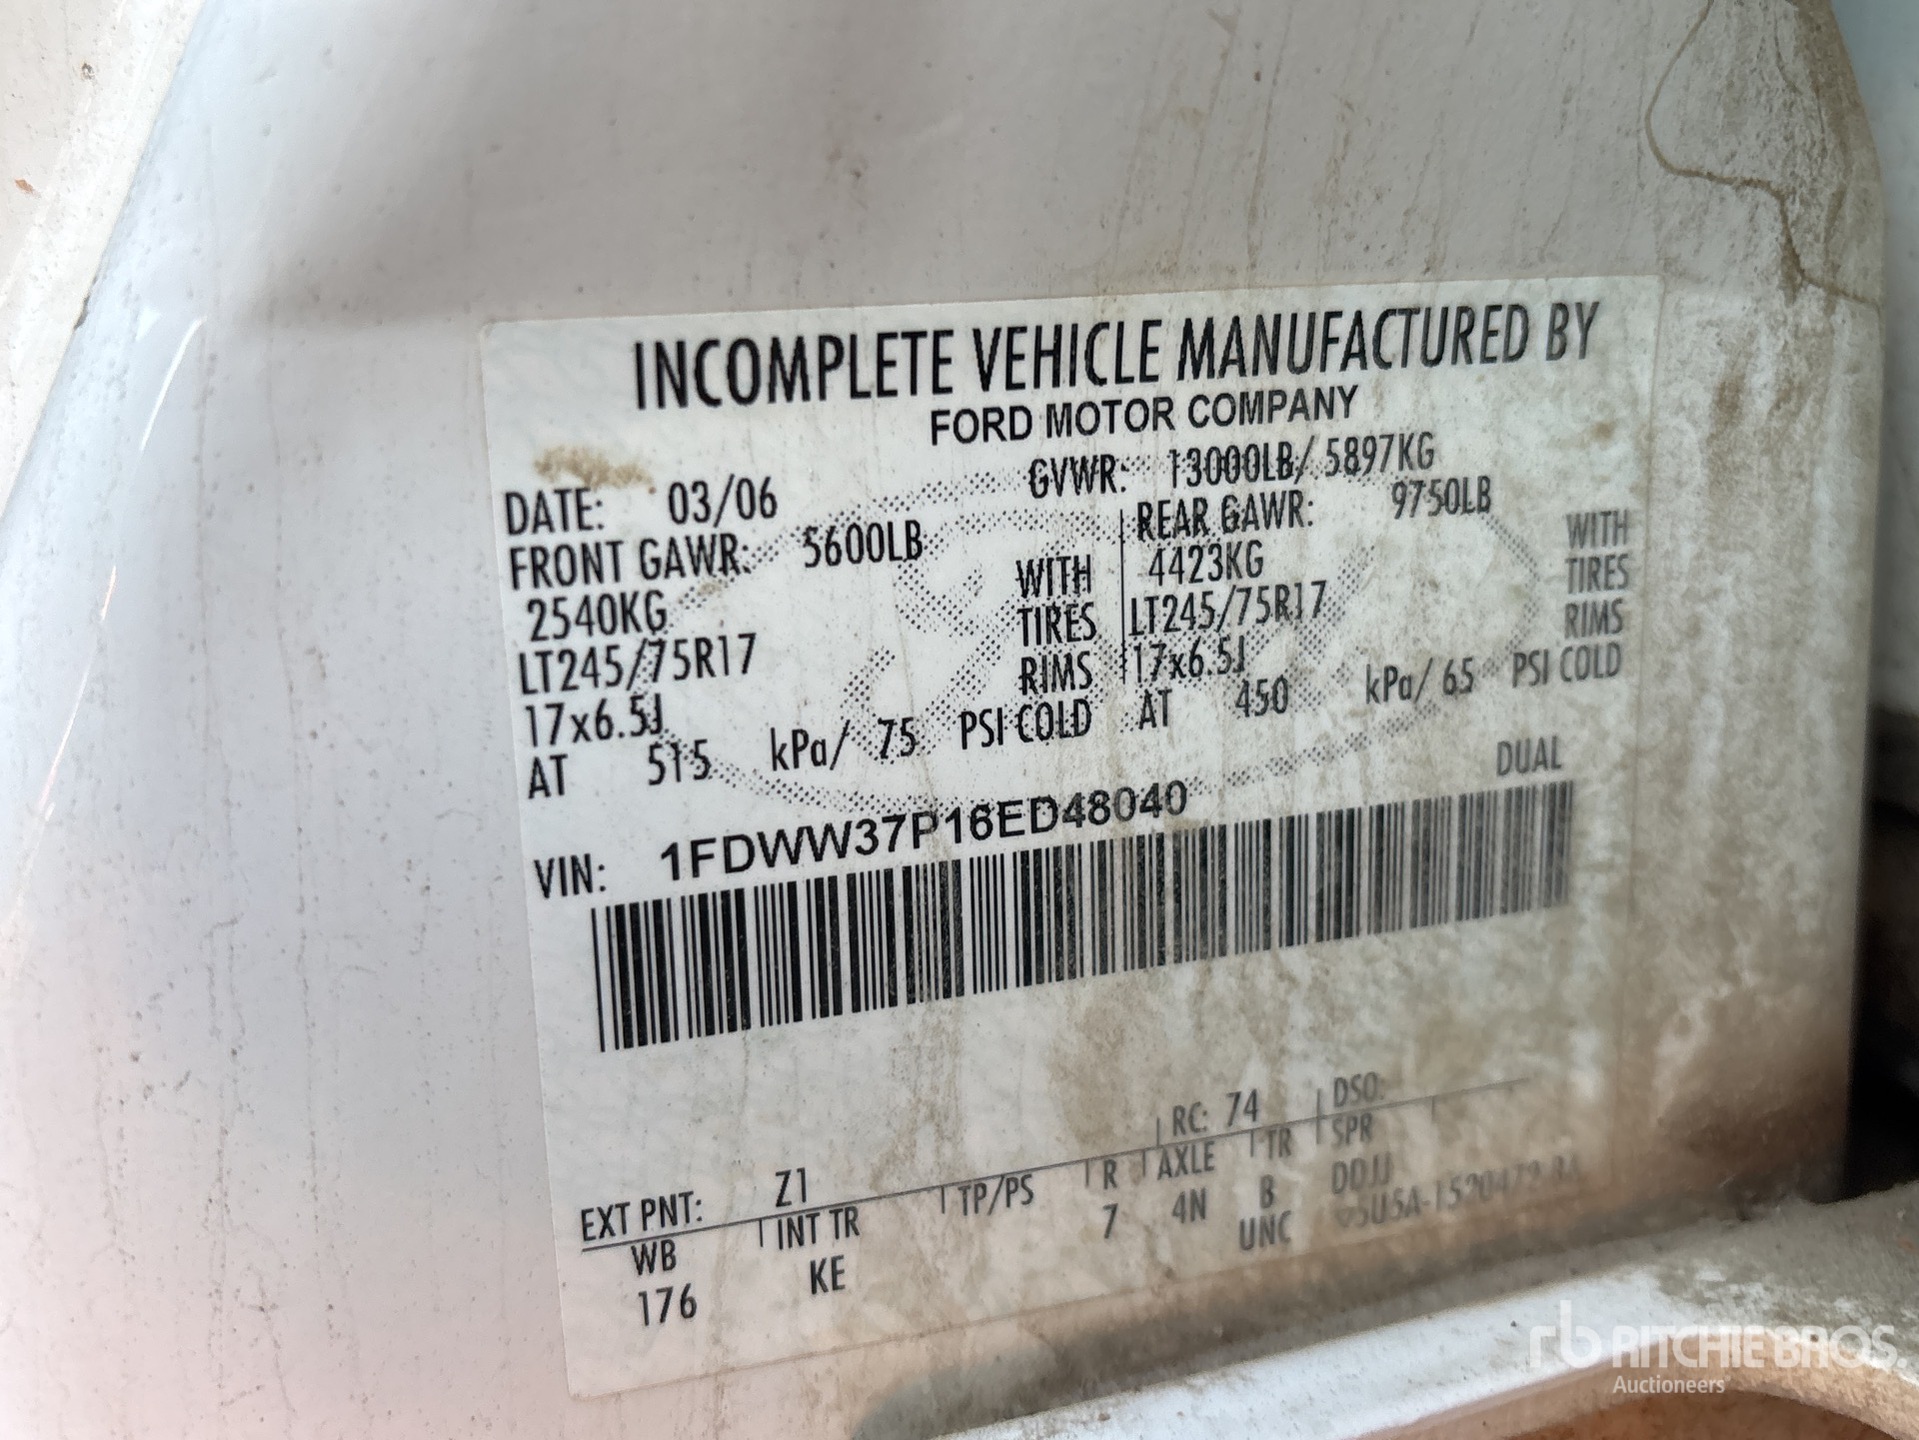 INCOMPLETE VEHICLE MANUFACTURED BY
FORD MOTOR COMPANY
DATE: 03/06 GVWR: 13000LB/ 5897KG
FRONT GAWR: 5600LB REAR GAWR: 9750LB
2540KG WITH 4423KG WITH
LT245/75R17 TIRES LT245/75R17 TIRES
17x6.5J RIMS 17x6.5J RIMS
AT 515 kPa/ 75 PSI COLD AT 450 kPa/ 65 PSI COLD
VIN: 1FDWW37P16ED48040 DUAL
EXT PNT: Z1 RC: 74 DSO:
WB INT TR TP/PS R AXLE TR SPR
176 KE 7 4N B DDJJ
UNC
rb RITCHIE BROS.
Auctioneers